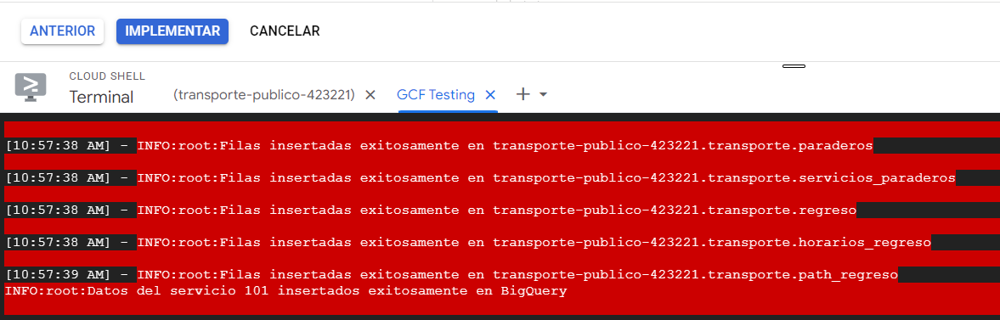 ANTERIOR IMPLEMENTAR CANCELAR
CLOUD SHELL
Terminal (transporte-publico-423221) GCF Testing
[10:57:38 AM] - INFO:root:Filas insertadas exitosamente en transporte-publico-423221.transporte.paraderos
[10:57:38 AM] - INFO:root:Filas insertadas exitosamente en transporte-publico-423221.transporte.servicios_paraderos
[10:57:38 AM] - INFO:root:Filas insertadas exitosamente en transporte-publico-423221.transporte.regreso
[10:57:38 AM] - INFO:root:Filas insertadas exitosamente en transporte-publico-423221.transporte.horarios_regreso
[10:57:39 AM] - INFO:root:Filas insertadas exitosamente en transporte-publico-423221.transporte.path_regreso
INFO:root:Datos del servicio 101 insertados exitosamente en BigQuery